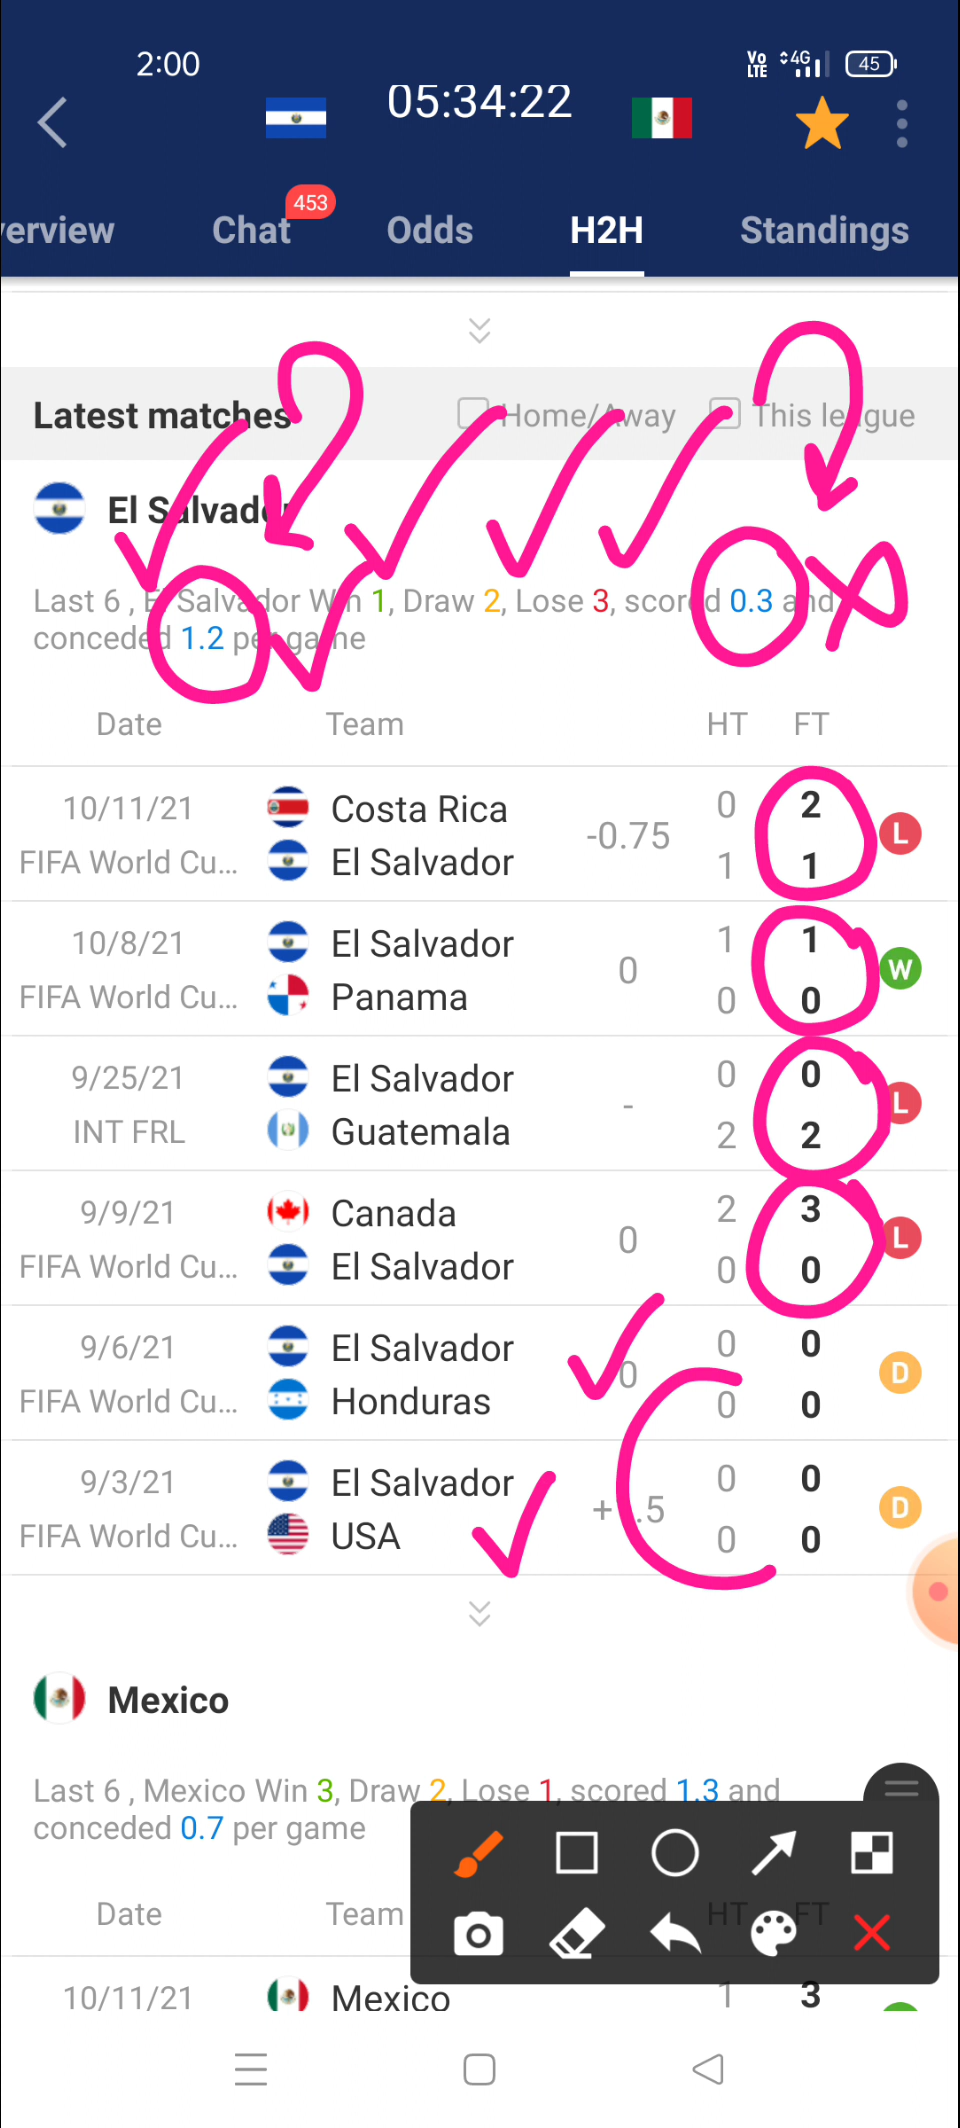 2:00
Vo LTE 4G 45
05:34:22
verview Chat 453 Odds H2H Standings
Latest matches Home/Away This league
El Salvador
Last 6 , El Salvador Win 1, Draw 2, Lose 3, scored 0.3 and
conceded 1.2 per game
Date Team HT FT
10/11/21 Costa Rica 0 2
-0.75 L
FIFA World Cu... El Salvador 1 1
10/8/21 El Salvador 1 1
0 W
FIFA World Cu... Panama 0 0
9/25/21 El Salvador 0 0
- L
INT FRL Guatemala 2 2
9/9/21 Canada 2 3
0 L
FIFA World Cu... El Salvador 0 0
9/6/21 El Salvador 0 0
0 D
FIFA World Cu... Honduras 0 0
9/3/21 El Salvador 0 0
+ .5 D
FIFA World Cu... USA 0 0
Mexico
Last 6 , Mexico Win 3, Draw 2, Lose 1, scored 1.3 and
conceded 0.7 per game
Date Team HT FT
10/11/21 Mexico 1 3